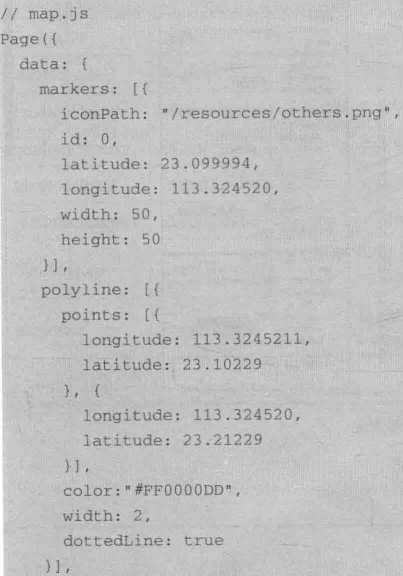 // map.js
Page({
  data: {
    markers: [{
      iconPath: "/resources/others.png",
      id: 0,
      latitude: 23.099994,
      longitude: 113.324520,
      width: 50,
      height: 50
    }],
    polyline: [{
      points: [{
        longitude: 113.3245211,
        latitude: 23.10229
      }, {
        longitude: 113.324520,
        latitude: 23.21229
      }],
      color:"#FF0000DD",
      width: 2,
      dottedLine: true
    }],